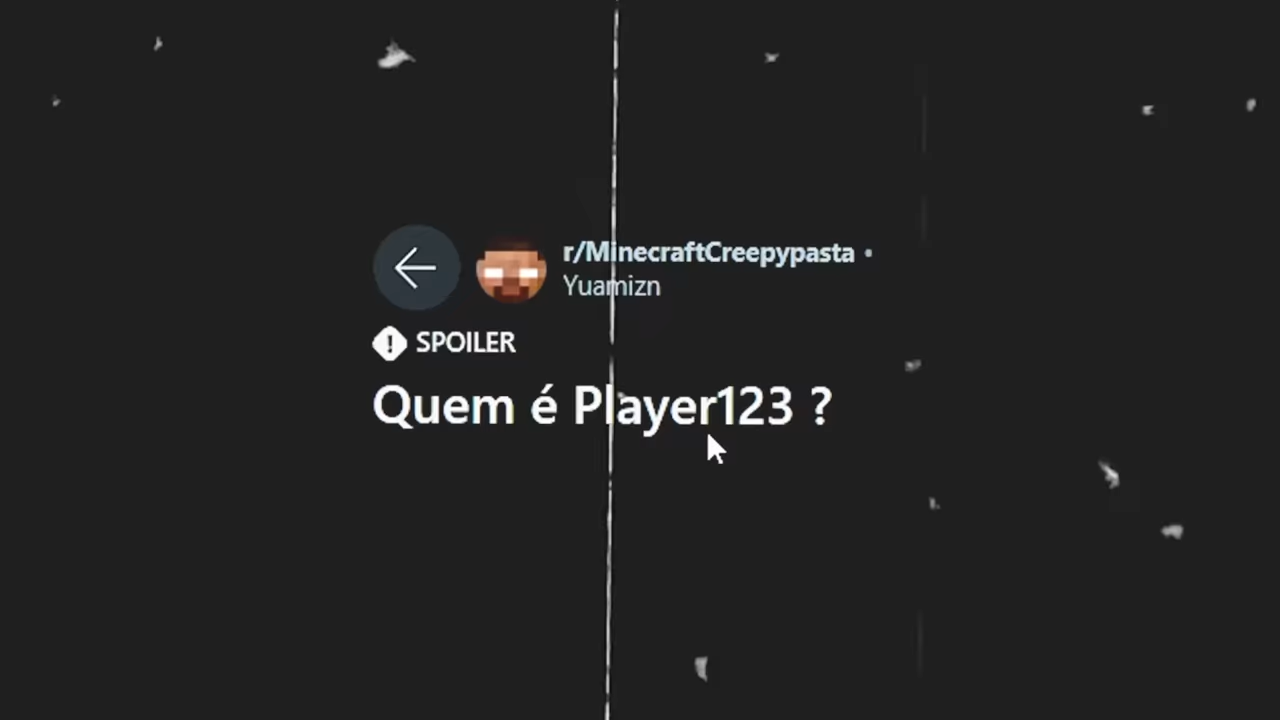 r/MinecraftCreepypasta •
Yuamizn
SPOILER
Quem é Player123 ?